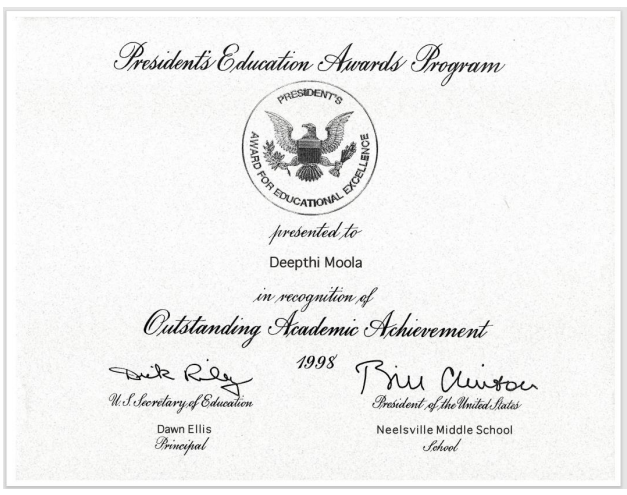 President's Education Awards Program
PRESIDENT'S
AWARD FOR EDUCATIONAL EXCELLENCE
presented to
Deepthi Moola
in recognition of
Outstanding Academic Achievement
1998
Dick Riley
Bill Clinton
U.S. Secretary of Education
President of the United States
Dawn Ellis
Neelsville Middle School
Principal
School